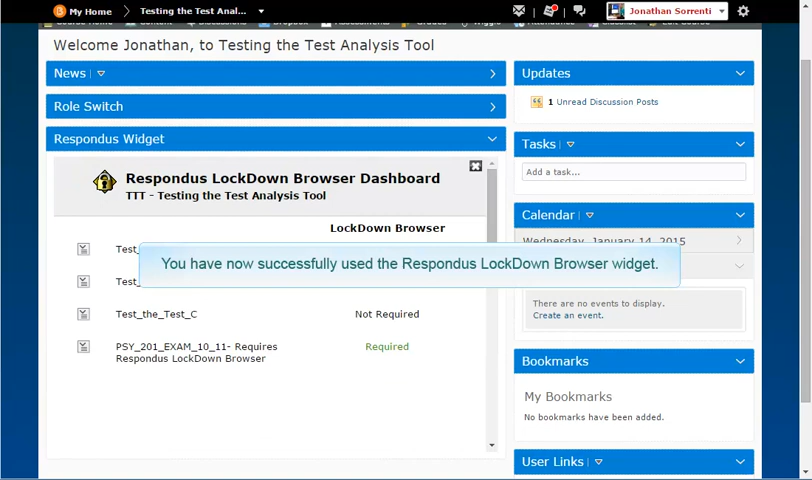 My Home
Testing the Test Anal...
Jonathan Sorrenti
Welcome Jonathan, to Testing the Test Analysis Tool
News
Role Switch
Respondus Widget
Respondus LockDown Browser Dashboard
TTT - Testing the Test Analysis Tool
LockDown Browser
Test_
Test_
You have now successfully used the Respondus LockDown Browser widget.
Test_the_Test_C Not Required
PSY_201_EXAM_10_11- Requires Required
Respondus LockDown Browser
Updates
1 Unread Discussion Posts
Tasks
Add a task...
Calendar
Wednesday, January 14, 2015
There are no events to display.
Create an event.
Bookmarks
My Bookmarks
No bookmarks have been added.
User Links